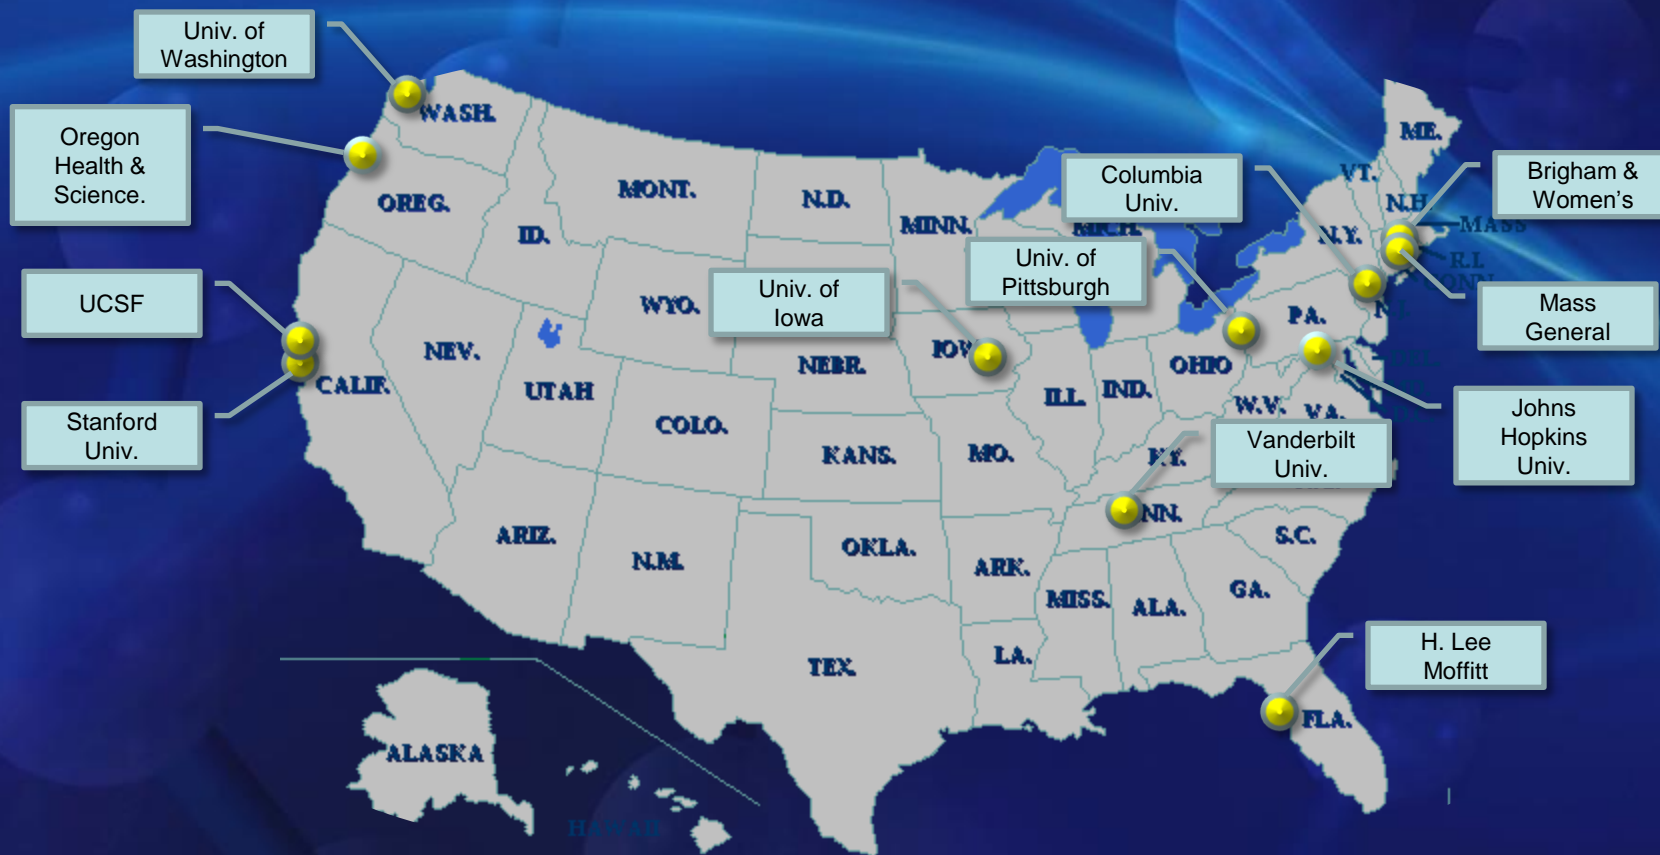 Univ. of
Washington
Oregon
Health &
Science.
UCSF
Stanford
Univ.
Univ. of
Iowa
Columbia
Univ.
Univ. of
Pittsburgh
Brigham &
Women's
Mass
General
Johns
Hopkins
Univ.
Vanderbilt
Univ.
H. Lee
Moffitt
WASH.
OREG.
CALIF.
NEV.
ID.
MONT.
WYO.
UTAH
COLO.
ARIZ.
N.M.
N.D.
NEBR.
KANS.
OKLA.
TEX.
MINN.
MO.
ARK.
LA.
ILL.
IND.
MICH.
OHIO
KY.
NN.
MISS.
ALA.
GA.
FLA.
S.C.
W.V.
VA.
PA.
N.Y.
VT.
N.H
ME.
MASS
R.I.
ALASKA
HAWAII